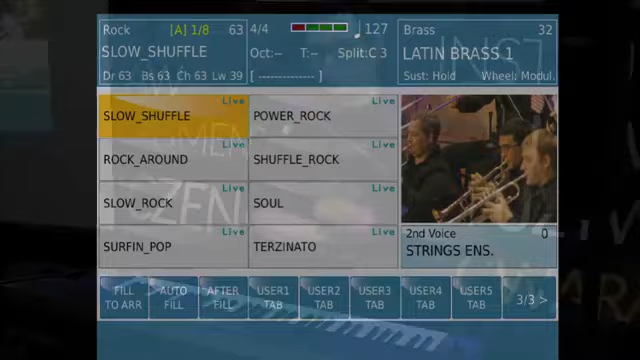 Rock [A] 1/8 63
SLOW_SHUFFLE
Dr 63 Bs 63 Ch 63 Lw 39
4/4 ♩127
Oct:-- T:-- Split:C 3
[ ------------- ]
Brass 32
LATIN BRASS 1
Sust: Hold Wheel: Modul.
Live Live
SLOW_SHUFFLE POWER_ROCK
Live Live
ROCK_AROUND SHUFFLE_ROCK
Live Live
SLOW_ROCK SOUL
Live Live
SURFIN_POP TERZINATO
2nd Voice 0
STRINGS ENS.
FILL TO ARR
AUTO FILL
AFTER FILL
USER1 TAB
USER2 TAB
USER3 TAB
USER4 TAB
USER5 TAB
3/3 >